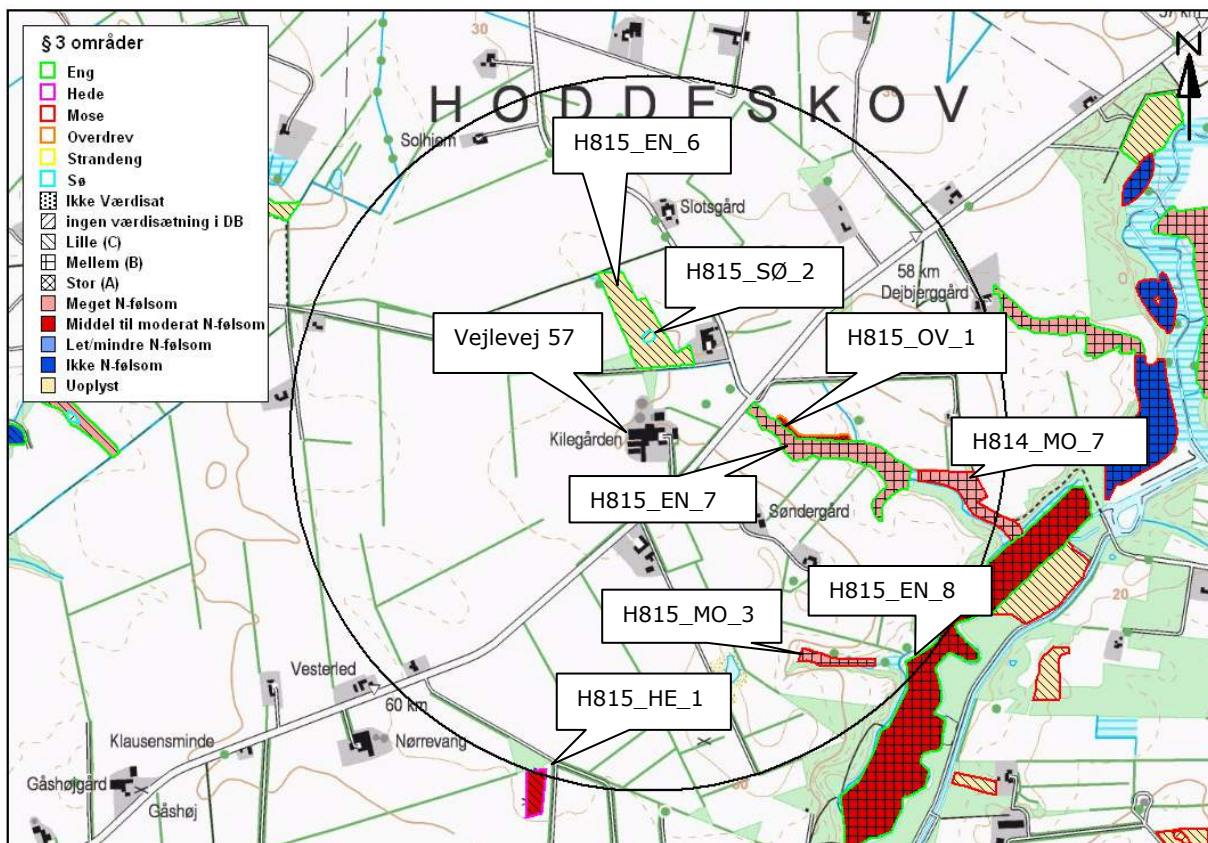 § 3 områder
Eng
Hede
Mose
Overdrev
Strandeng
Sø
Ikke Værdisat
ingen værdisætning i DB
Lille (C)
Mellem (B)
Stor (A)
Meget N-følsom
Middel til moderat N-følsom
Let/mindre N-følsom
Ikke N-følsom
Uoplyst
30
57 km
N
HODDESKOV
Solhjem
H815_EN_6
Slotsgård
H815_SØ_2
58 km
Dejbjerggård
Vejlevej 57
H815_OV_1
Kilegården
H814_MO_7
H815_EN_7
Søndergård
H815_EN_8
20
H815_MO_3
Vesterled
60 km
H815_HE_1
Klausensminde
Nørrevang
Gåshøjgård
Gåshøj